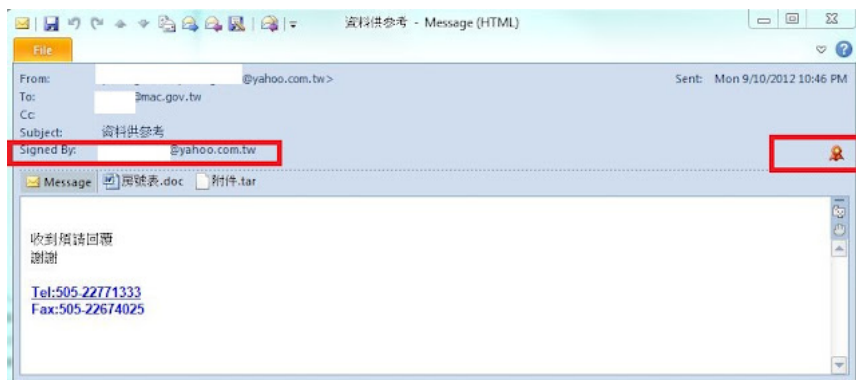 資料供參考 - Message (HTML)
File
From: @yahoo.com.tw>
Sent: Mon 9/10/2012 10:46 PM
To: @mac.gov.tw
Cc:
Subject: 資料供參考
Signed By: @yahoo.com.tw
Message 房號表.doc 附件.tar
收到煩請回覆
謝謝
Tel:505-22771333
Fax:505-22674025